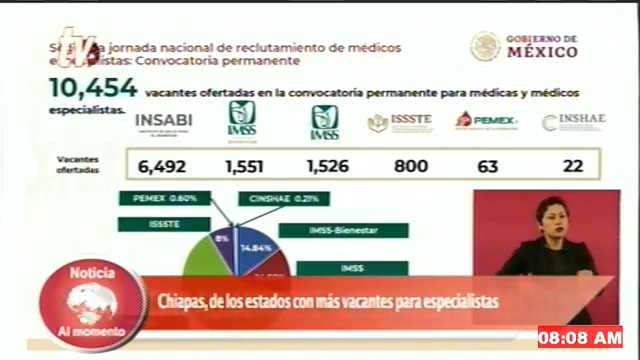 tv
jornada nacional de reclutamiento de médicos
Convocatoria permanente
GOBIERNO DE
MÉXICO
10,454 vacantes ofertadas en la convocatoria permanente para médicas y médicos
especialistas.
INSABI
IMSS
IMSS
ISSSTE
PEMEX
CINSHAE
Vacantes
ofertadas
6,492 1,551 1,526 800 63 22
PEMEX 0.60%
CINSHAE 0.21%
ISSSTE
IMSS-Bienestar
8%
14.84%
IMSS
Noticia
Al momento
Chiapas, de los estados con más vacantes para especialistas
08:08 AM